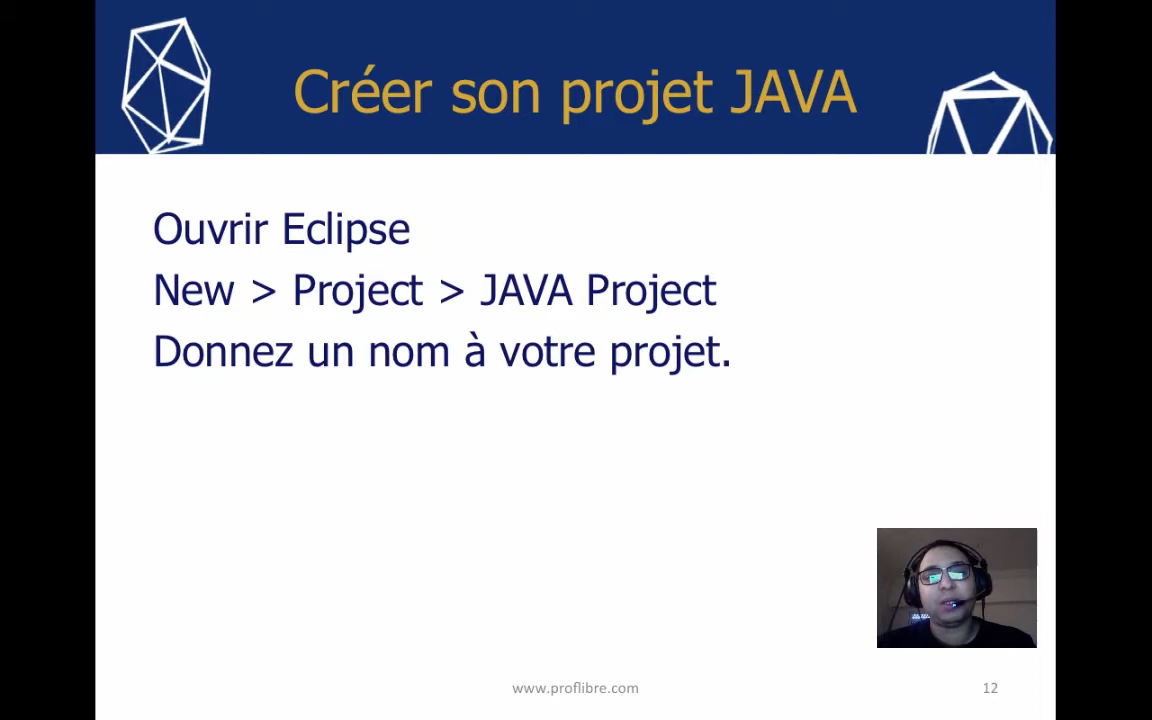 Créer son projet JAVA
Ouvrir Eclipse
New > Project > JAVA Project
Donnez un nom à votre projet.
www.proflibre.com
12